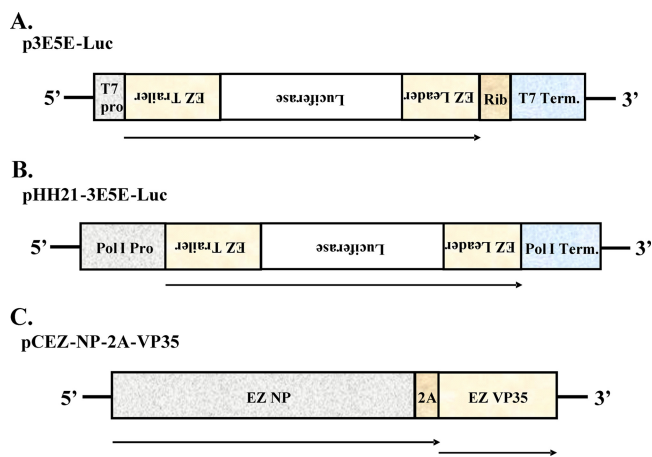 A.
p3E5E-Luc
5’ T7 pro EZ Trailer Luciferase EZ Leader Rib T7 Term. 3’
B.
pHH21-3E5E-Luc
5’ Pol I Pro EZ Trailer Luciferase EZ Leader Pol I Term. 3’
C.
pCEZ-NP-2A-VP35
5’ EZ NP 2A EZ VP35 3’